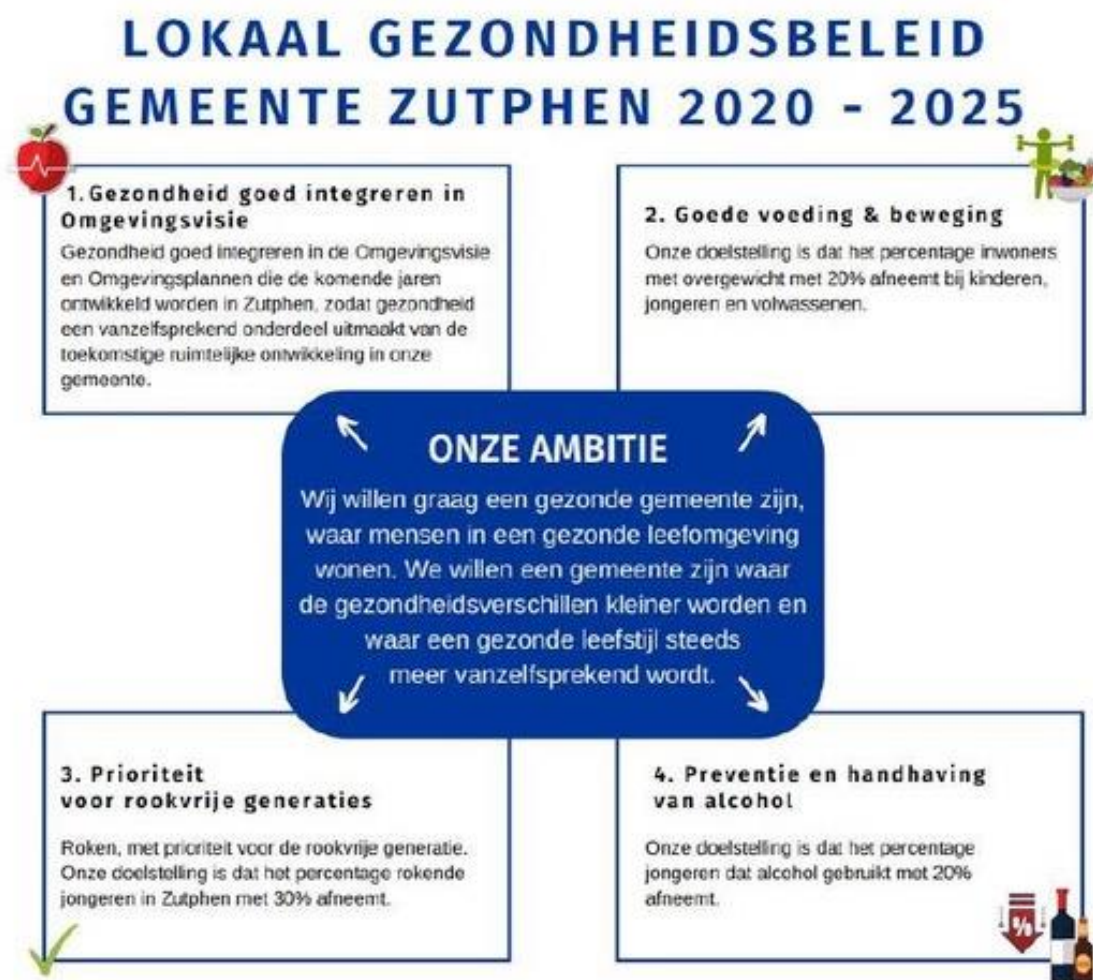 LOKAAL GEZONDHEIDSBELEID
GEMEENTE ZUTPHEN 2020 - 2025
1. Gezondheid goed integreren in
Omgevingsvisie
Gezondheid goed integreren in de Omgevingsvisie
en Omgevingsplannen die de komende jaren
ontwikkeld worden in Zutphen, zodat gezondheid
een vanzelfsprekend onderdeel uitmaakt van de
toekomstige ruimtelijke ontwikkeling in onze
gemeente.
2. Goede voeding & beweging
Onze doelstelling is dat het percentage inwoners
met overgewicht met 20% afneemt bij kinderen,
jongeren en volwassenen.
ONZE AMBITIE
Wij willen graag een gezonde gemeente zijn,
waar mensen in een gezonde leefomgeving
wonen. We willen een gemeente zijn waar
de gezondheidsverschillen kleiner worden en
waar een gezonde leefstijl steeds
meer vanzelfsprekend wordt.
3. Prioriteit
voor rookvrije generaties
Roken, met prioriteit voor de rookvrije generatie.
Onze doelstelling is dat het percentage rokende
jongeren in Zutphen met 30% afneemt.
4. Preventie en handhaving
van alcohol
Onze doelstelling is dat het percentage
jongeren dat alcohol gebruikt met 20%
afneemt.
%